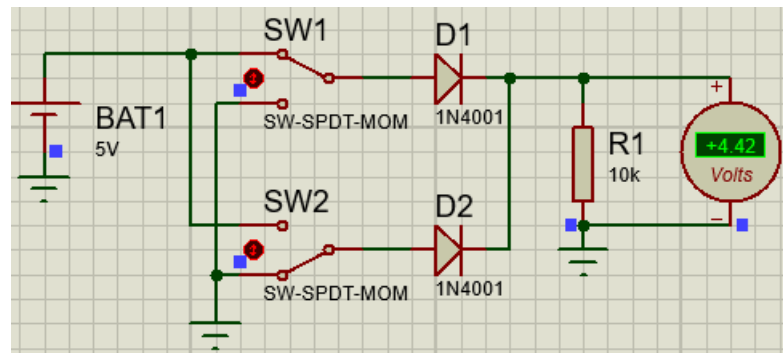 SW1
D1
BAT1
5V
SW-SPDT-MOM
1N4001
R1
10k
+
+4.42
Volts
−
SW2
D2
SW-SPDT-MOM
1N4001